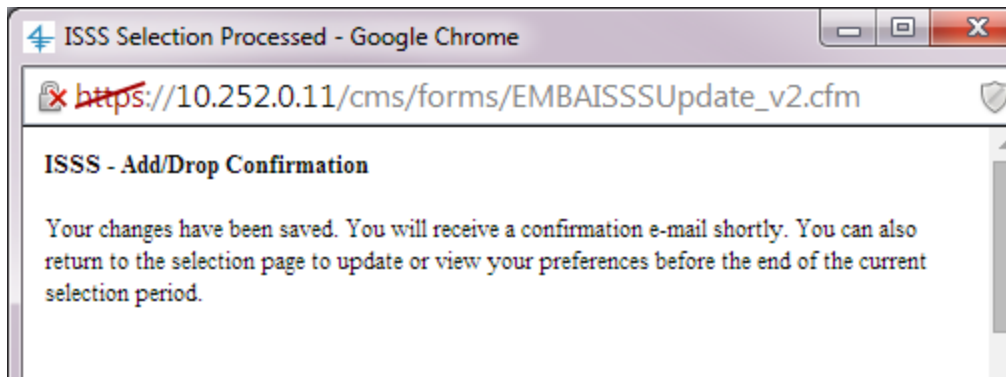 ISSS Selection Processed - Google Chrome
https://10.252.0.11/cms/forms/EMBAISSSUpdate_v2.cfm
ISSS - Add/Drop Confirmation
Your changes have been saved. You will receive a confirmation e-mail shortly. You can also
return to the selection page to update or view your preferences before the end of the current
selection period.